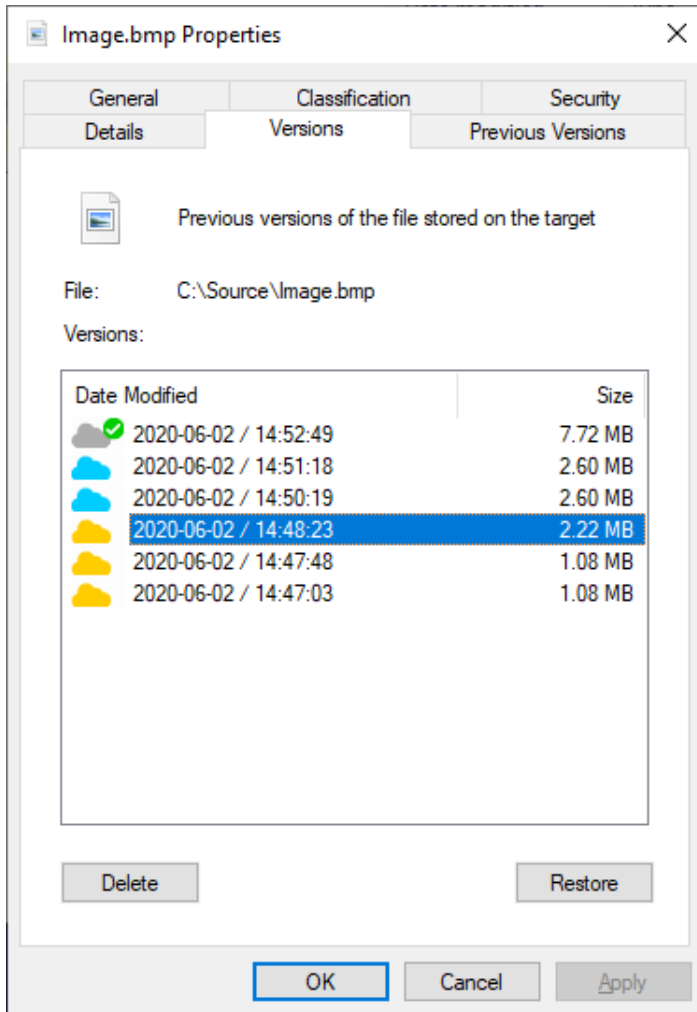 Image.bmp Properties
General Classification Security
Details Versions Previous Versions
Previous versions of the file stored on the target
File: C:\Source\Image.bmp
Versions:
Date Modified Size
2020-06-02 / 14:52:49 7.72 MB
2020-06-02 / 14:51:18 2.60 MB
2020-06-02 / 14:50:19 2.60 MB
2020-06-02 / 14:48:23 2.22 MB
2020-06-02 / 14:47:48 1.08 MB
2020-06-02 / 14:47:03 1.08 MB
Delete Restore
OK Cancel Apply